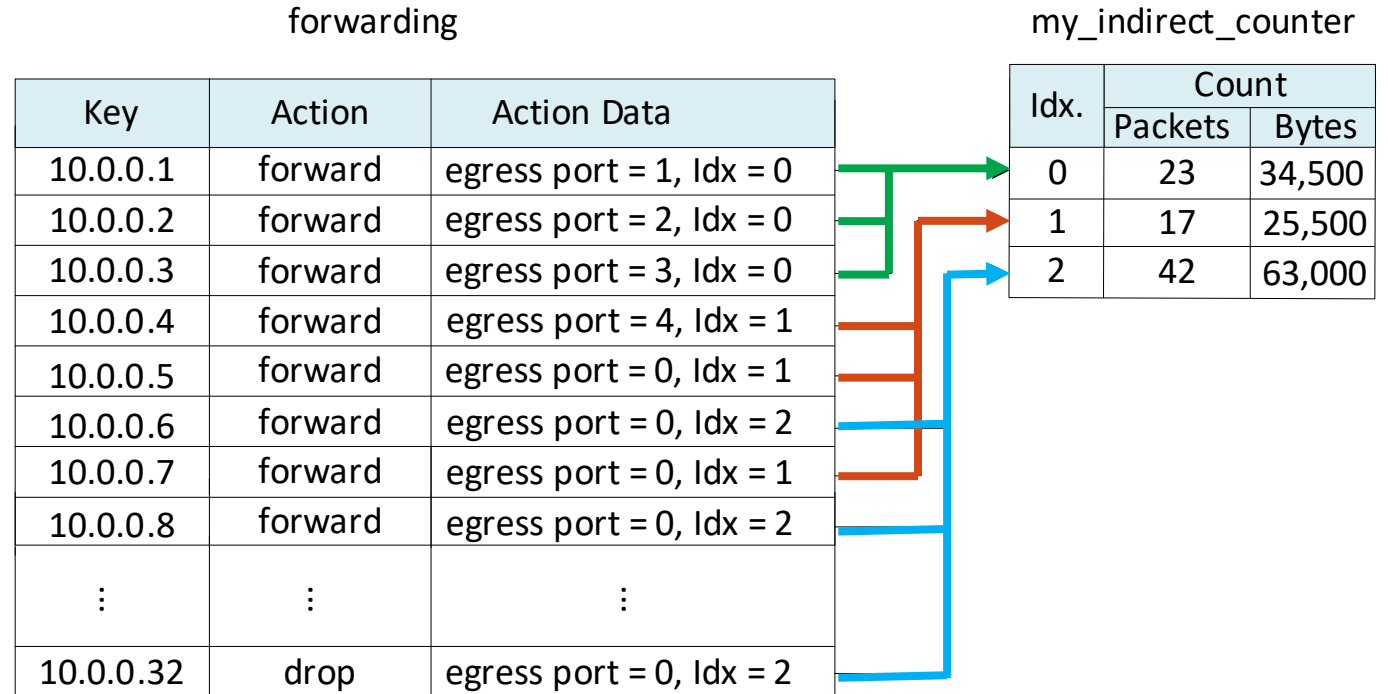 forwarding
Key Action Action Data
10.0.0.1 forward egress port = 1, Idx = 0
10.0.0.2 forward egress port = 2, Idx = 0
10.0.0.3 forward egress port = 3, Idx = 0
10.0.0.4 forward egress port = 4, Idx = 1
10.0.0.5 forward egress port = 0, Idx = 1
10.0.0.6 forward egress port = 0, Idx = 2
10.0.0.7 forward egress port = 0, Idx = 1
10.0.0.8 forward egress port = 0, Idx = 2
⋮ ⋮ ⋮
10.0.0.32 drop egress port = 0, Idx = 2
my_indirect_counter
Idx. Count
Packets Bytes
0 23 34,500
1 17 25,500
2 42 63,000